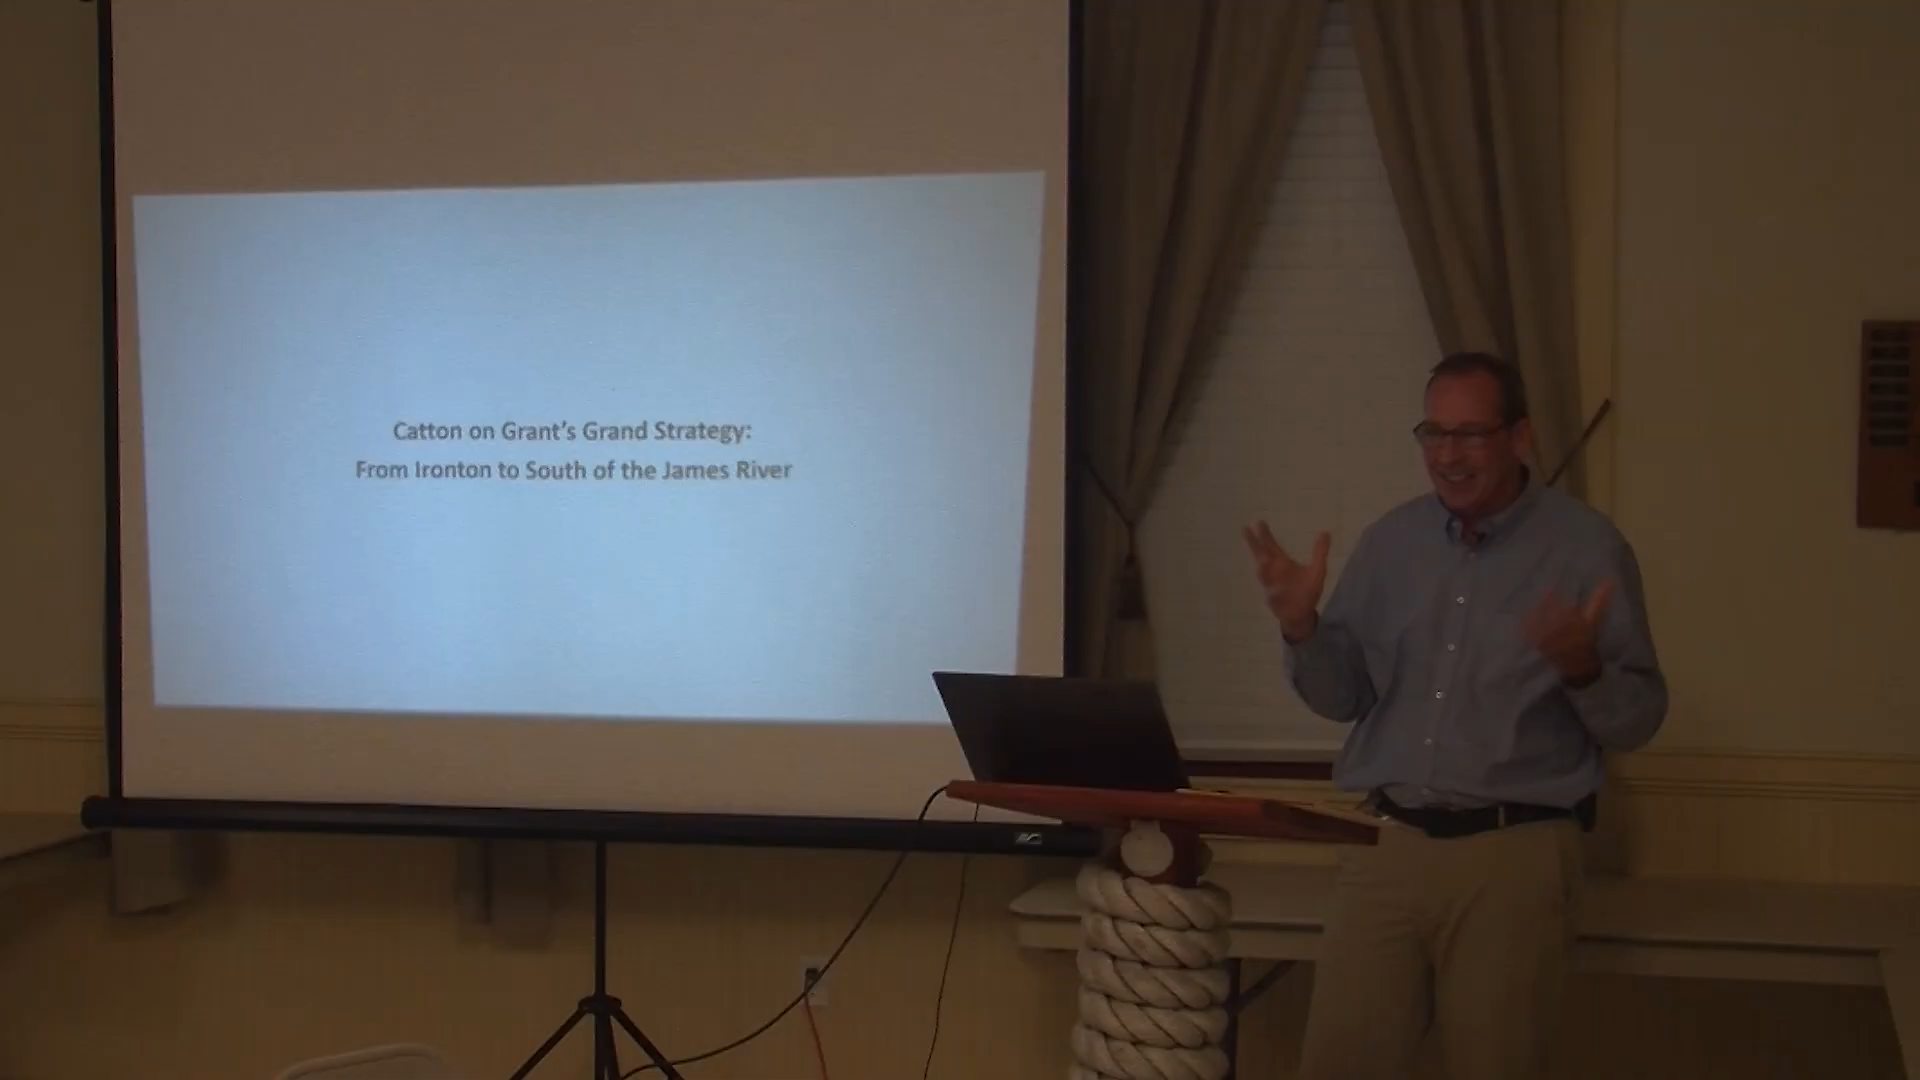 Catton on Grant's Grand Strategy:
From Ironton to South of the James River